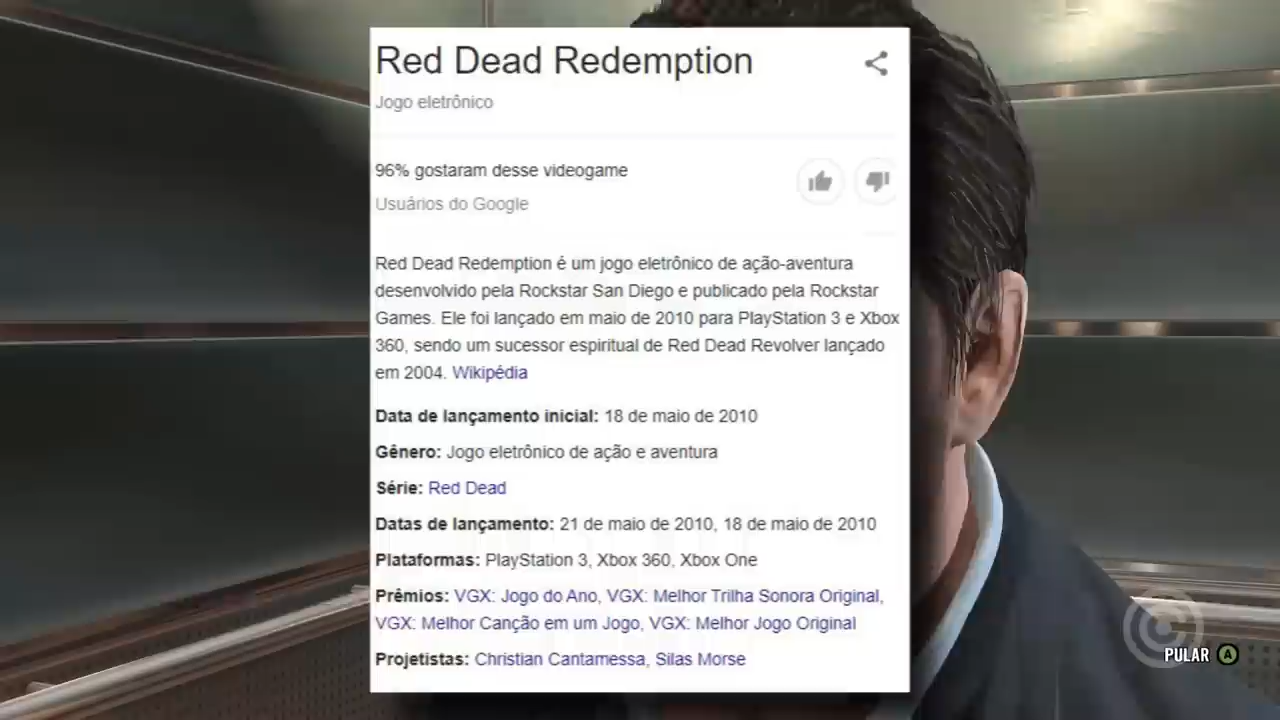 Red Dead Redemption
Jogo eletrônico
96% gostaram desse videogame
Usuários do Google
Red Dead Redemption é um jogo eletrônico de ação-aventura
desenvolvido pela Rockstar San Diego e publicado pela Rockstar
Games. Ele foi lançado em maio de 2010 para PlayStation 3 e Xbox
360, sendo um sucessor espiritual de Red Dead Revolver lançado
em 2004. Wikipédia
Data de lançamento inicial: 18 de maio de 2010
Gênero: Jogo eletrônico de ação e aventura
Série: Red Dead
Datas de lançamento: 21 de maio de 2010, 18 de maio de 2010
Plataformas: PlayStation 3, Xbox 360, Xbox One
Prêmios: VGX: Jogo do Ano, VGX: Melhor Trilha Sonora Original,
VGX: Melhor Canção em um Jogo, VGX: Melhor Jogo Original
Projetistas: Christian Cantamessa, Silas Morse
PULAR A